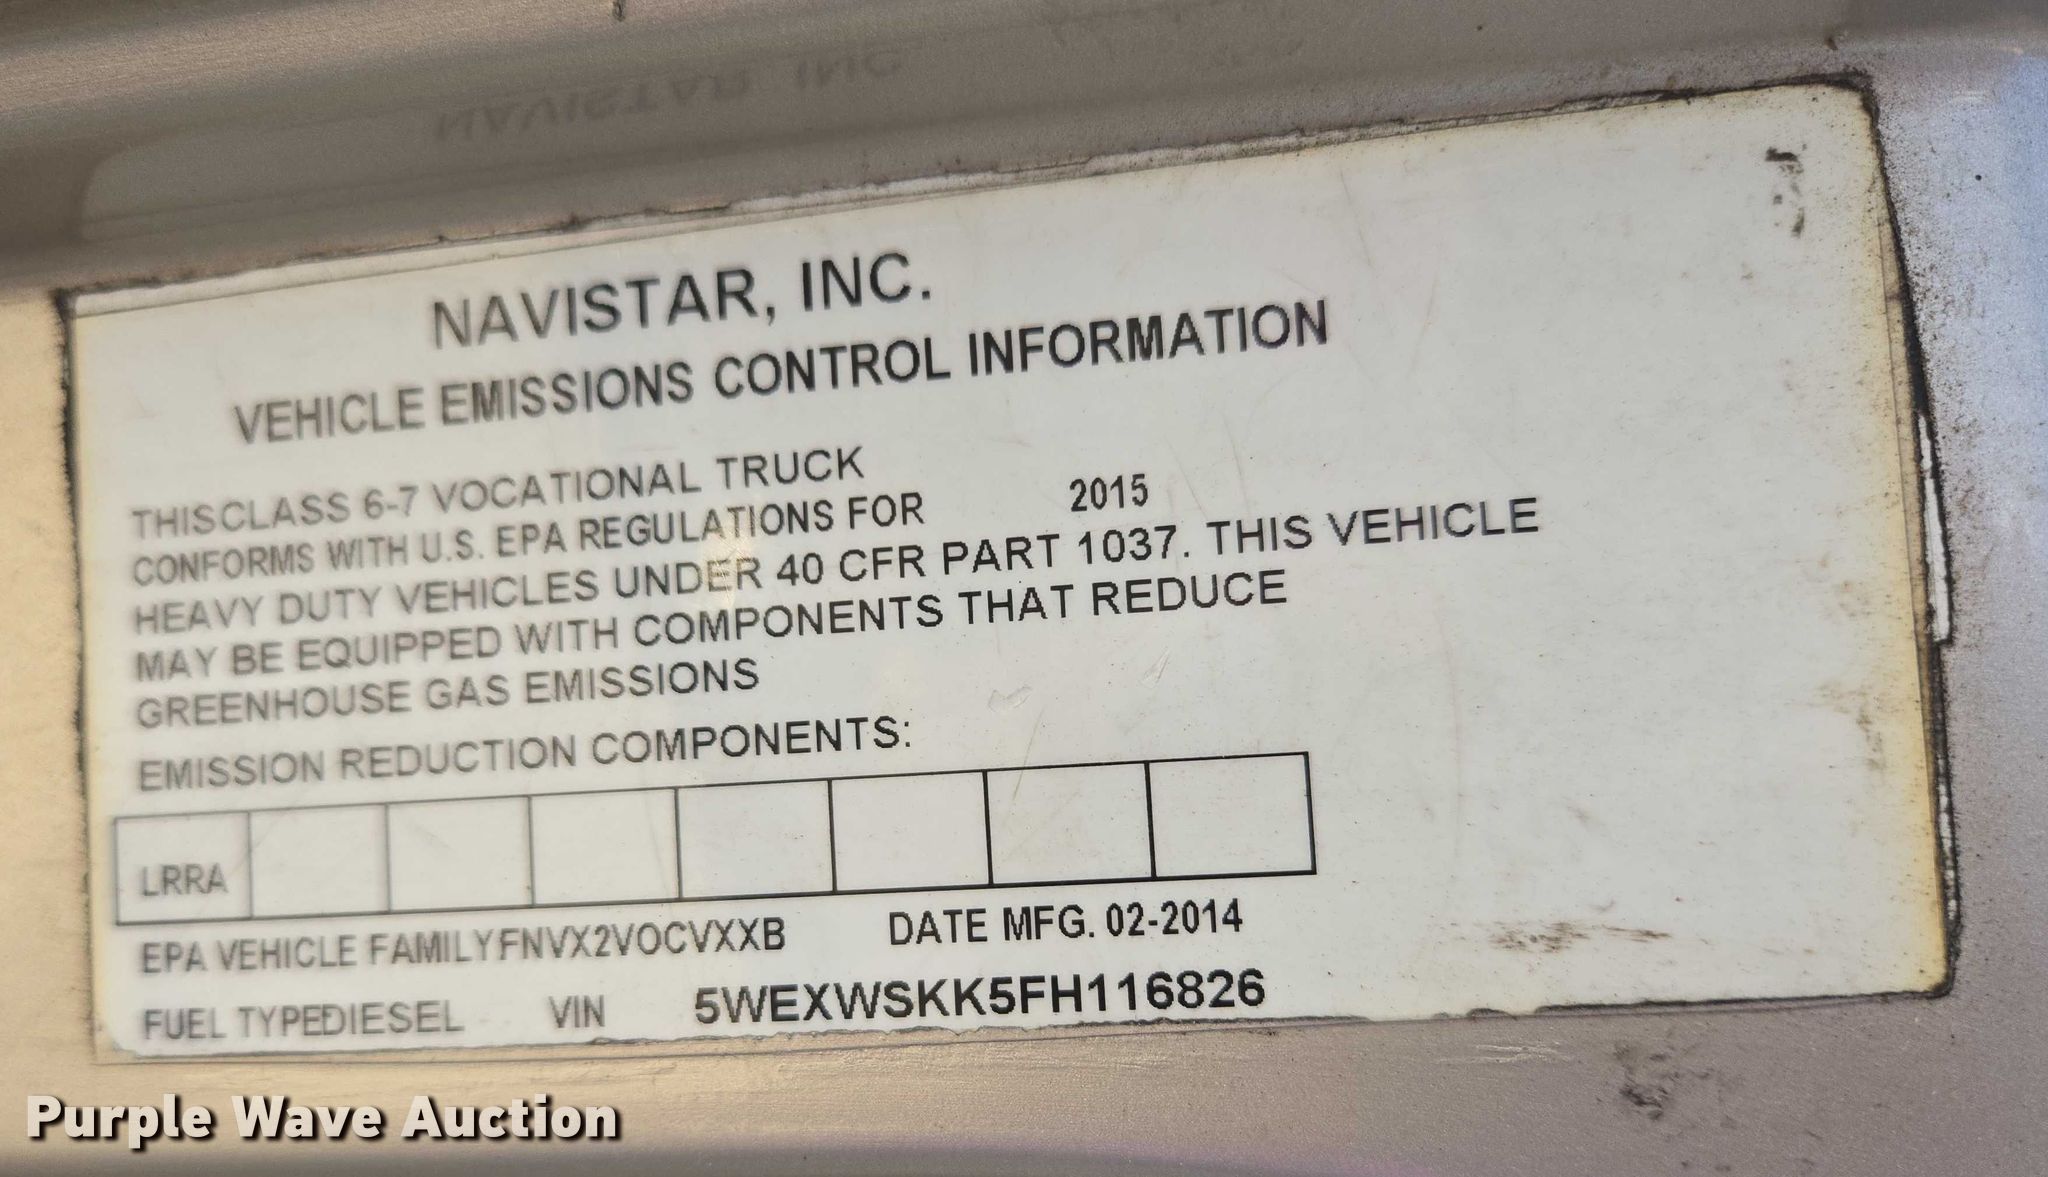 NAVISTAR, INC.
VEHICLE EMISSIONS CONTROL INFORMATION
THISCLASS 6-7 VOCATIONAL TRUCK
CONFORMS WITH U.S. EPA REGULATIONS FOR 2015
HEAVY DUTY VEHICLES UNDER 40 CFR PART 1037. THIS VEHICLE
MAY BE EQUIPPED WITH COMPONENTS THAT REDUCE
GREENHOUSE GAS EMISSIONS
EMISSION REDUCTION COMPONENTS:
LRRA
EPA VEHICLE FAMILYFNVX2VOCVXXB DATE MFG. 02-2014
FUEL TYPEDIESEL VIN 5WEXWSKK5FH116826
Purple Wave Auction